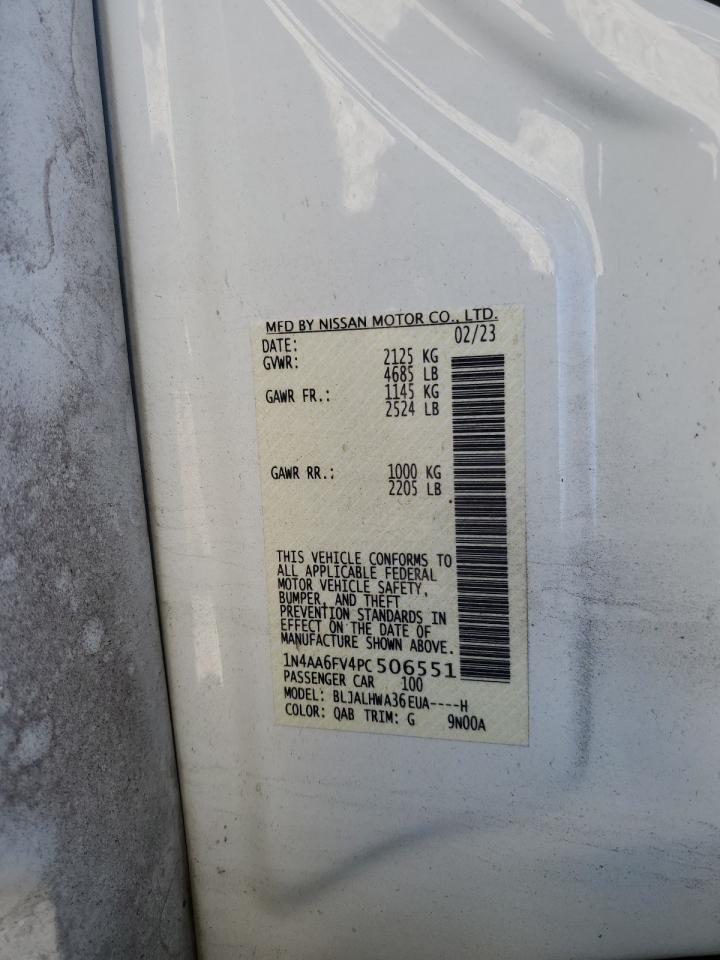 MFD BY NISSAN MOTOR CO., LTD.
DATE: 02/23
GVWR: 2125 KG
4685 LB
GAWR FR.: 1145 KG
2524 LB
GAWR RR.: 1000 KG
2205 LB
THIS VEHICLE CONFORMS TO
ALL APPLICABLE FEDERAL
MOTOR VEHICLE SAFETY,
BUMPER, AND THEFT
PREVENTION STANDARDS IN
EFFECT ON THE DATE OF
MANUFACTURE SHOWN ABOVE.
1N4AA6FV4PC506551
PASSENGER CAR 100
MODEL: BLJALHWA36EUA----H
COLOR: QAB TRIM: G 9N00A